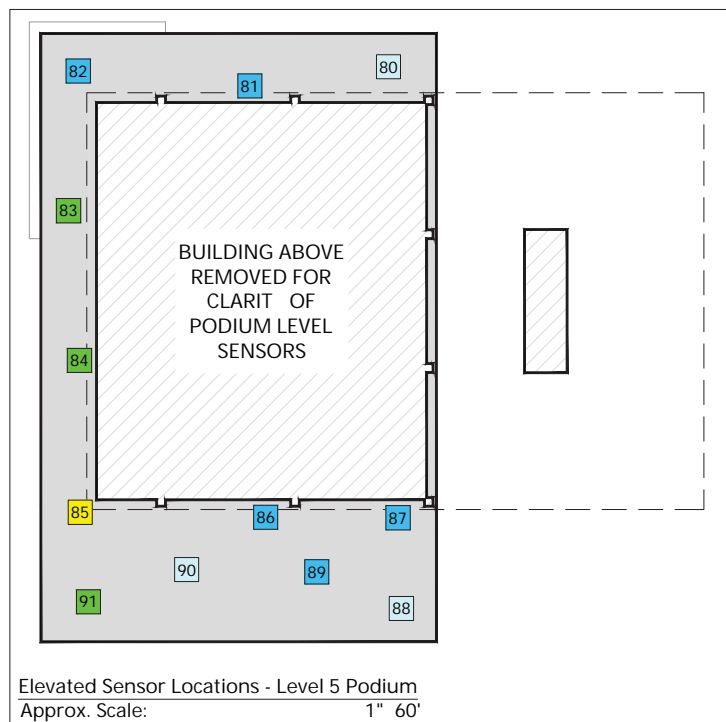 82
81
80
83
BUILDING ABOVE
REMOVED FOR
CLARIT OF
PODIUM LEVEL
SENSORS
84
85
86
87
90
89
91
88
Elevated Sensor Locations - Level 5 Podium
Approx. Scale: 1" 60'